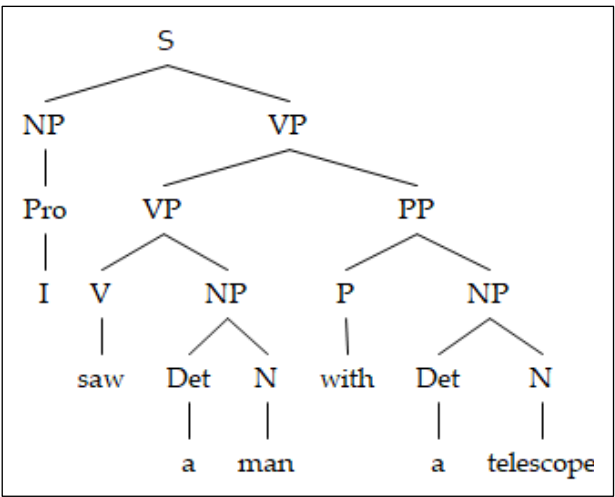 S
NP VP
Pro VP PP
I V NP P NP
saw Det N with Det N
a man a telescope